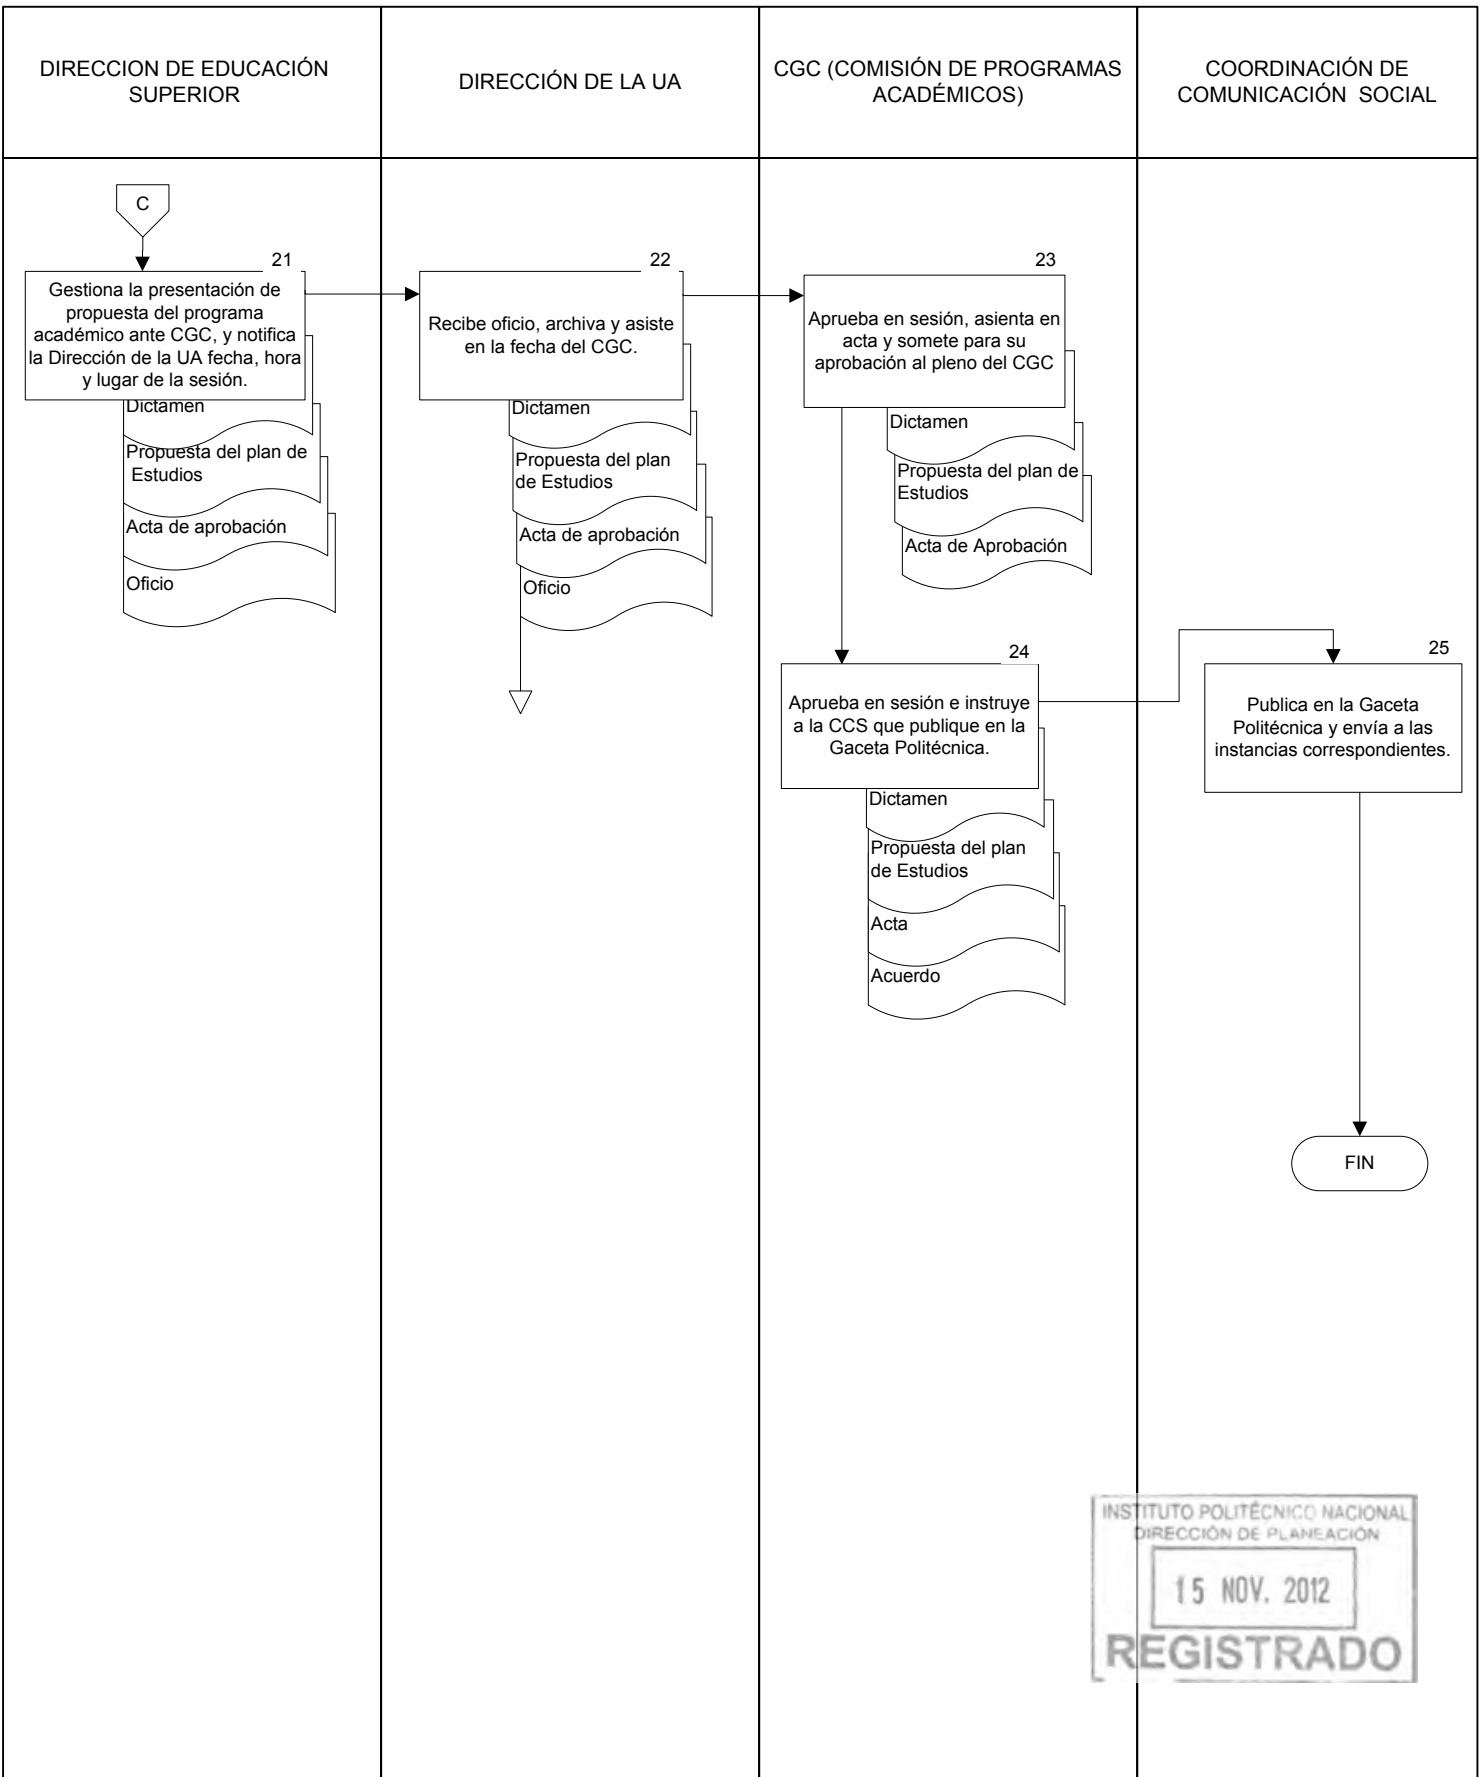 DIRECCION DE EDUCACIÓN
SUPERIOR
DIRECCIÓN DE LA UA
CGC (COMISIÓN DE PROGRAMAS
ACADÉMICOS)
COORDINACIÓN DE
COMUNICACIÓN SOCIAL
C
21
Gestiona la presentación de
propuesta del programa
académico ante CGC, y notifica
la Dirección de la UA fecha, hora
y lugar de la sesión.
Dictamen
Propuesta del plan de
Estudios
Acta de aprobación
Oficio
22
Recibe oficio, archiva y asiste
en la fecha del CGC.
Dictamen
Propuesta del plan
de Estudios
Acta de aprobación
Oficio
23
Aprueba en sesión, asienta en
acta y somete para su
aprobación al pleno del CGC
Dictamen
Propuesta del plan de
Estudios
Acta de Aprobación
24
Aprueba en sesión e instruye
a la CCS que publique en la
Gaceta Politécnica.
Dictamen
Propuesta del plan
de Estudios
Acta
Acuerdo
25
Publica en la Gaceta
Politécnica y envía a las
instancias correspondientes.
FIN
INSTITUTO POLITÉCNICO NACIONAL
DIRECCIÓN DE PLANEACIÓN
15 NOV. 2012
REGISTRADO